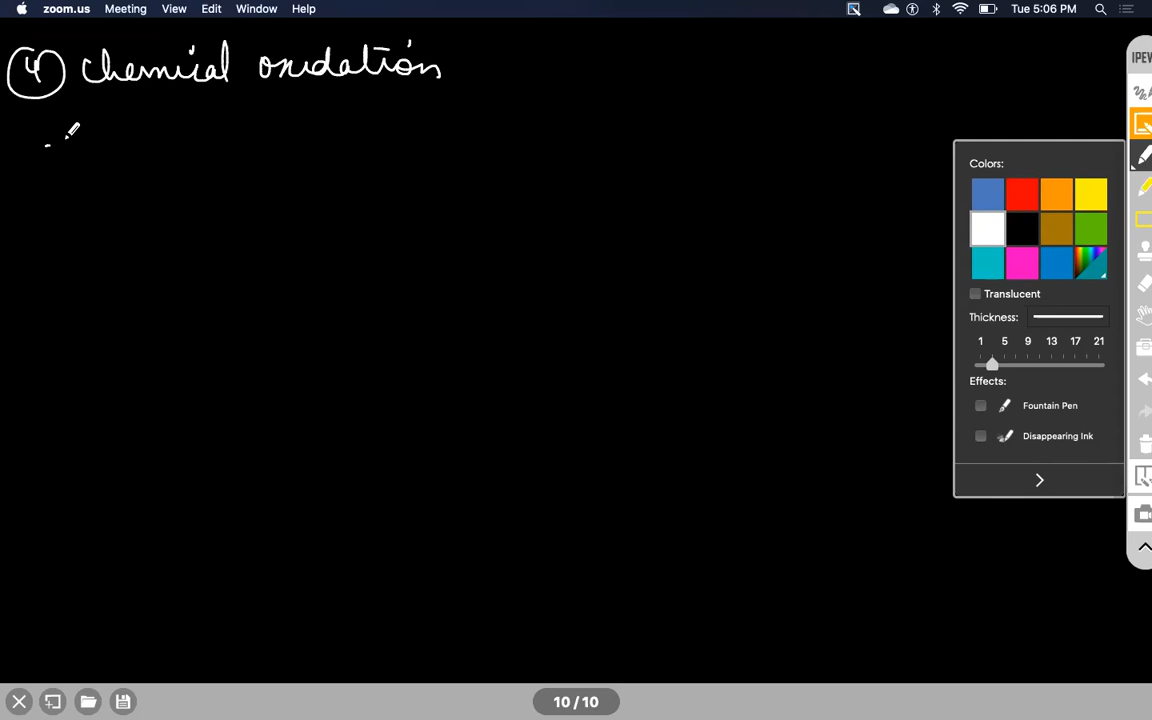 zoom.us Meeting View Edit Window Help Tue 5:06 PM
④ Chemical oxidation
IPEV
Colors:
Translucent
Thickness:
1 5 9 13 17 21
Effects:
Fountain Pen
Disappearing Ink
10 / 10